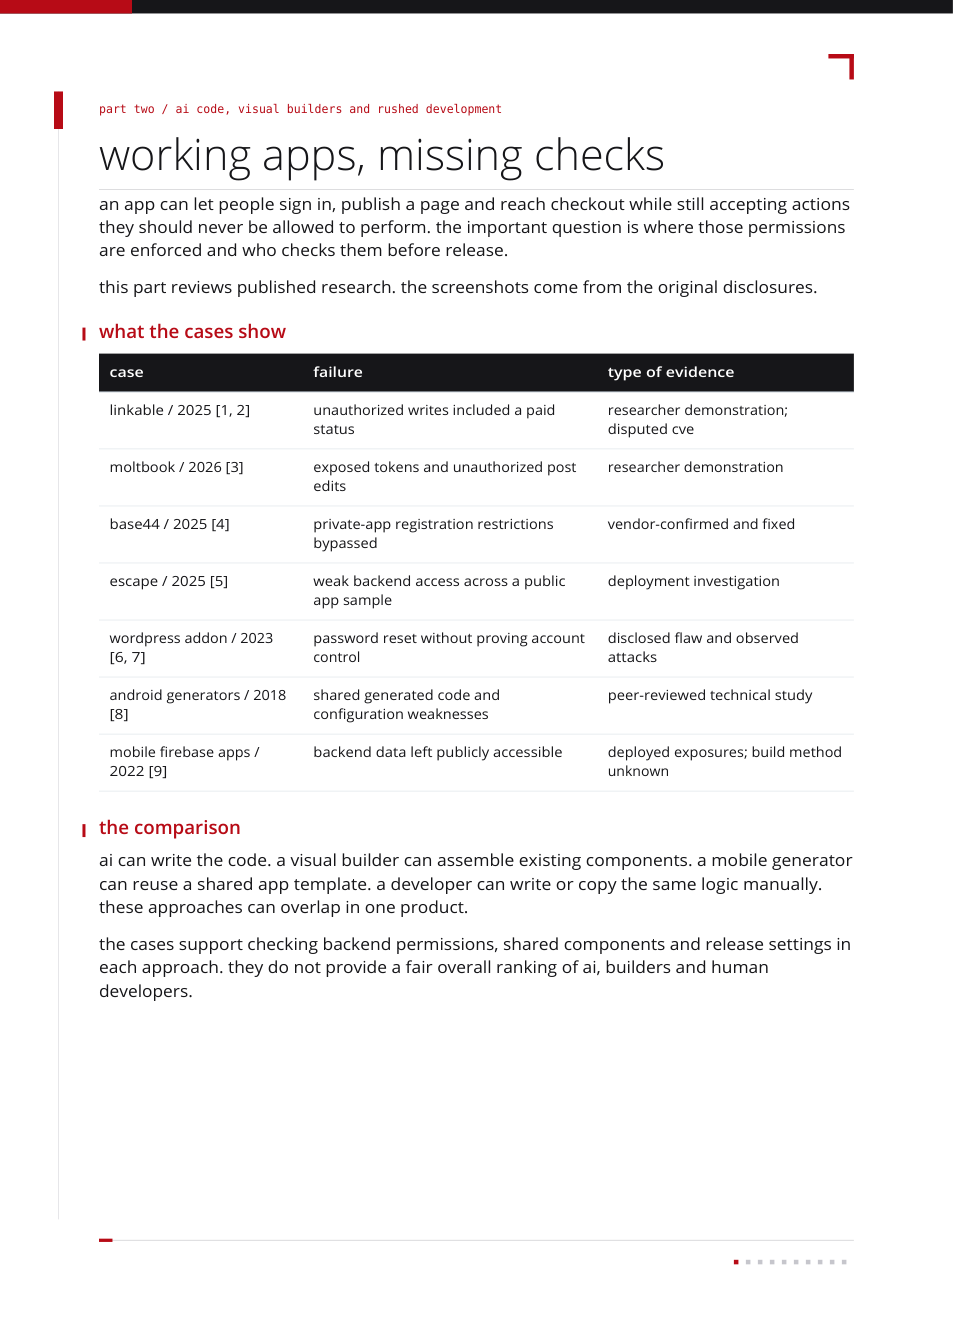 part two / ai code, visual builders and rushed development
working apps, missing checks
an app can let people sign in, publish a page and reach checkout while still accepting actions
they should never be allowed to perform. the important question is where those permissions
are enforced and who checks them before release.
this part reviews published research. the screenshots come from the original disclosures.
what the cases show
case failure type of evidence
linkable / 2025 [1, 2] unauthorized writes included a paid researcher demonstration;
status disputed cve
moltbook / 2026 [3] exposed tokens and unauthorized post researcher demonstration
edits
base44 / 2025 [4] private-app registration restrictions vendor-confirmed and fixed
bypassed
escape / 2025 [5] weak backend access across a public deployment investigation
app sample
wordpress addon / 2023 password reset without proving account disclosed flaw and observed
[6, 7] control attacks
android generators / 2018 shared generated code and peer-reviewed technical study
[8] configuration weaknesses
mobile firebase apps / backend data left publicly accessible deployed exposures; build method
2022 [9] unknown
the comparison
ai can write the code. a visual builder can assemble existing components. a mobile generator
can reuse a shared app template. a developer can write or copy the same logic manually.
these approaches can overlap in one product.
the cases support checking backend permissions, shared components and release settings in
each approach. they do not provide a fair overall ranking of ai, builders and human
developers.